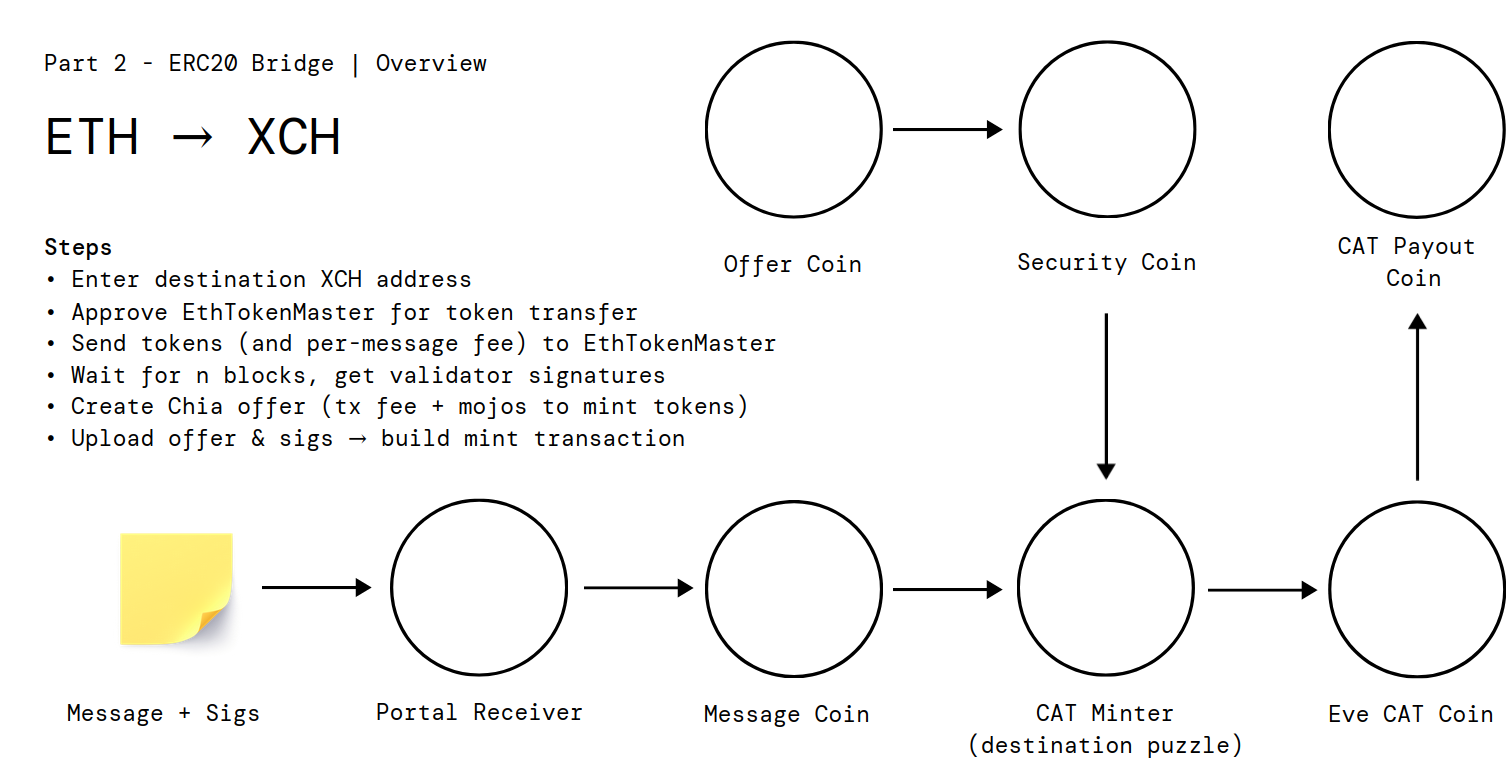 Part 2 - ERC20 Bridge | Overview
ETH → XCH
Steps
• Enter destination XCH address
• Approve EthTokenMaster for token transfer
• Send tokens (and per-message fee) to EthTokenMaster
• Wait for n blocks, get validator signatures
• Create Chia offer (tx fee + mojos to mint tokens)
• Upload offer & sigs → build mint transaction
Offer Coin
Security Coin
CAT Payout
Coin
Message + Sigs
Portal Receiver
Message Coin
CAT Minter
(destination puzzle)
Eve CAT Coin